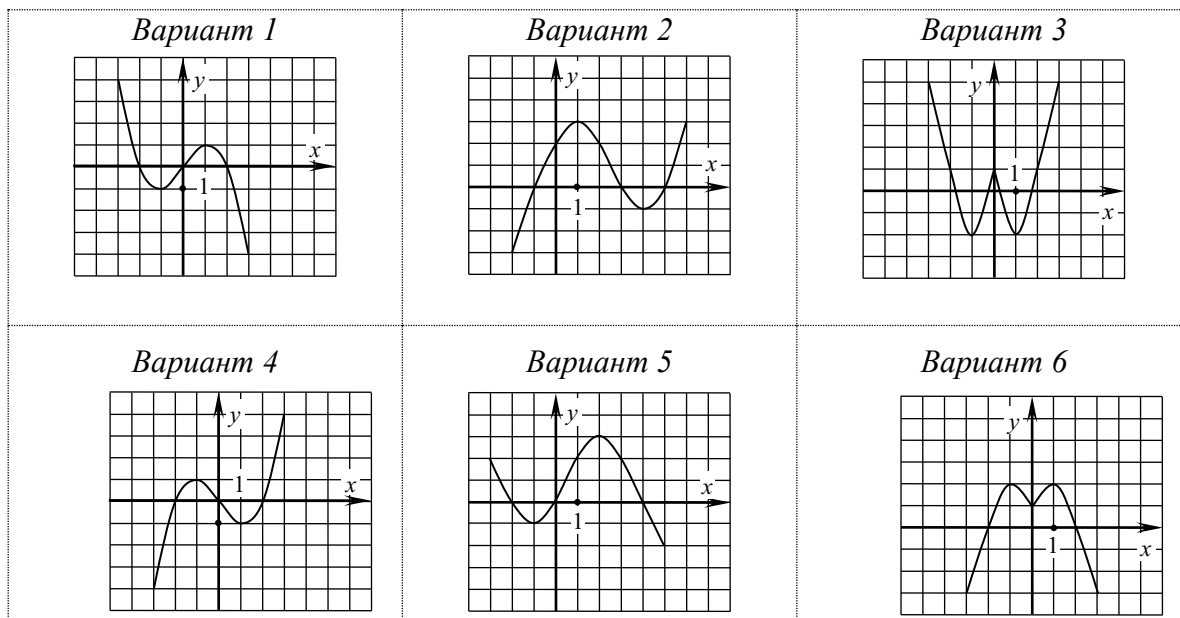 Вариант 1
y
x
1
Вариант 2
y
x
1
Вариант 3
y
1
x
Вариант 4
y
1
x
Вариант 5
y
x
1
Вариант 6
y
1
x